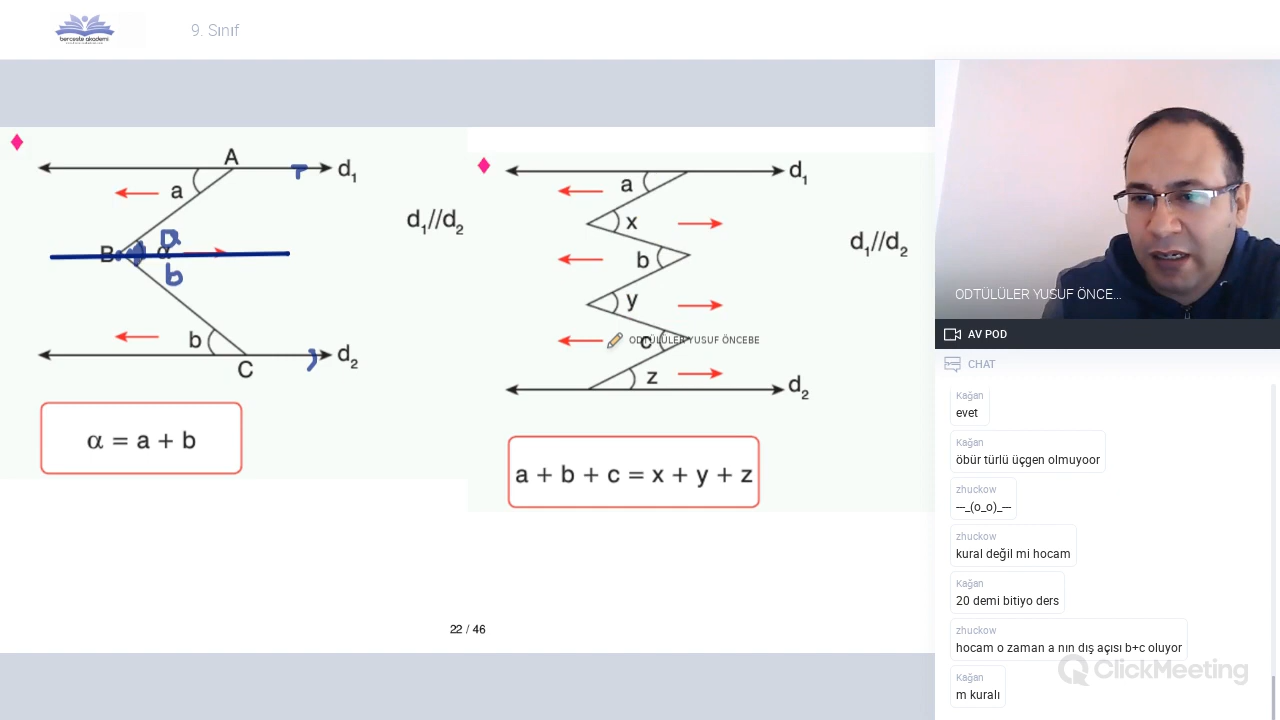 berceste akademi
9. Sınıf
A
d1
a
B
a
α
b
d1//d2
b
C
d2
α = a + b
d1
a
x
b
y
c
z
d2
d1//d2
ODTÜLÜLER YUSUF ÖNCEBE
a + b + c = x + y + z
22 / 46
ODTÜLÜLER YUSUF ÖNCE...
AV POD
CHAT
Kağan
evet
Kağan
öbür türlü üçgen olmuyoor
zhuckow
—_(o_o)_—
zhuckow
kural değil mi hocam
Kağan
20 demi bitiyo ders
zhuckow
hocam o zaman a nın dış açısı b+c oluyor
Kağan
m kuralı
ClickMeeting